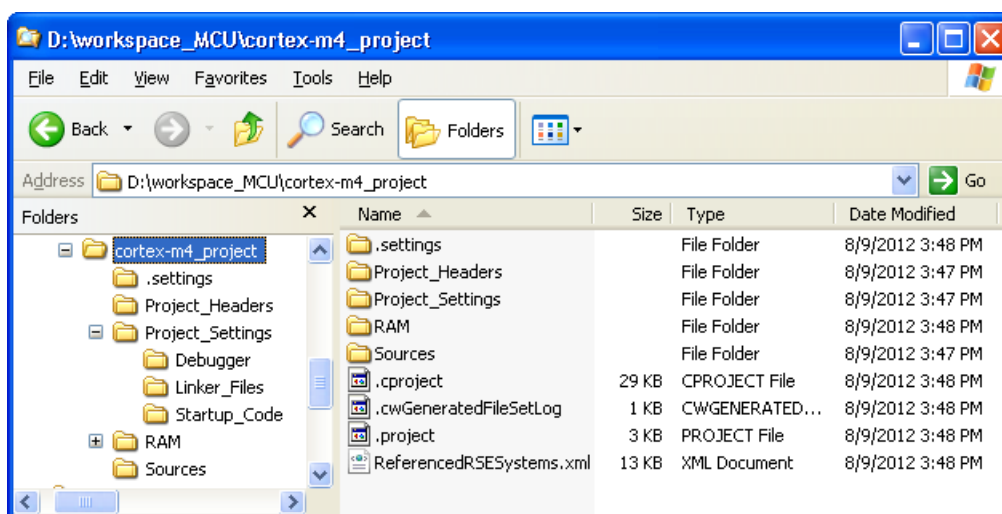 D:\workspace_MCU\cortex-m4_project
File Edit View Favorites Tools Help
Back Search Folders
Address D:\workspace_MCU\cortex-m4_project Go
Folders X Name Size Type Date Modified
cortex-m4_project .settings File Folder 8/9/2012 3:48 PM
.settings Project_Headers File Folder 8/9/2012 3:47 PM
Project_Headers Project_Settings File Folder 8/9/2012 3:47 PM
Project_Settings RAM File Folder 8/9/2012 3:48 PM
Debugger Sources File Folder 8/9/2012 3:47 PM
Linker_Files .cproject 29 KB CPROJECT File 8/9/2012 3:48 PM
Startup_Code .cwGeneratedFileSetLog 1 KB CWGENERATED... 8/9/2012 3:48 PM
RAM .project 3 KB PROJECT File 8/9/2012 3:48 PM
Sources ReferencedRSESystems.xml 13 KB XML Document 8/9/2012 3:48 PM